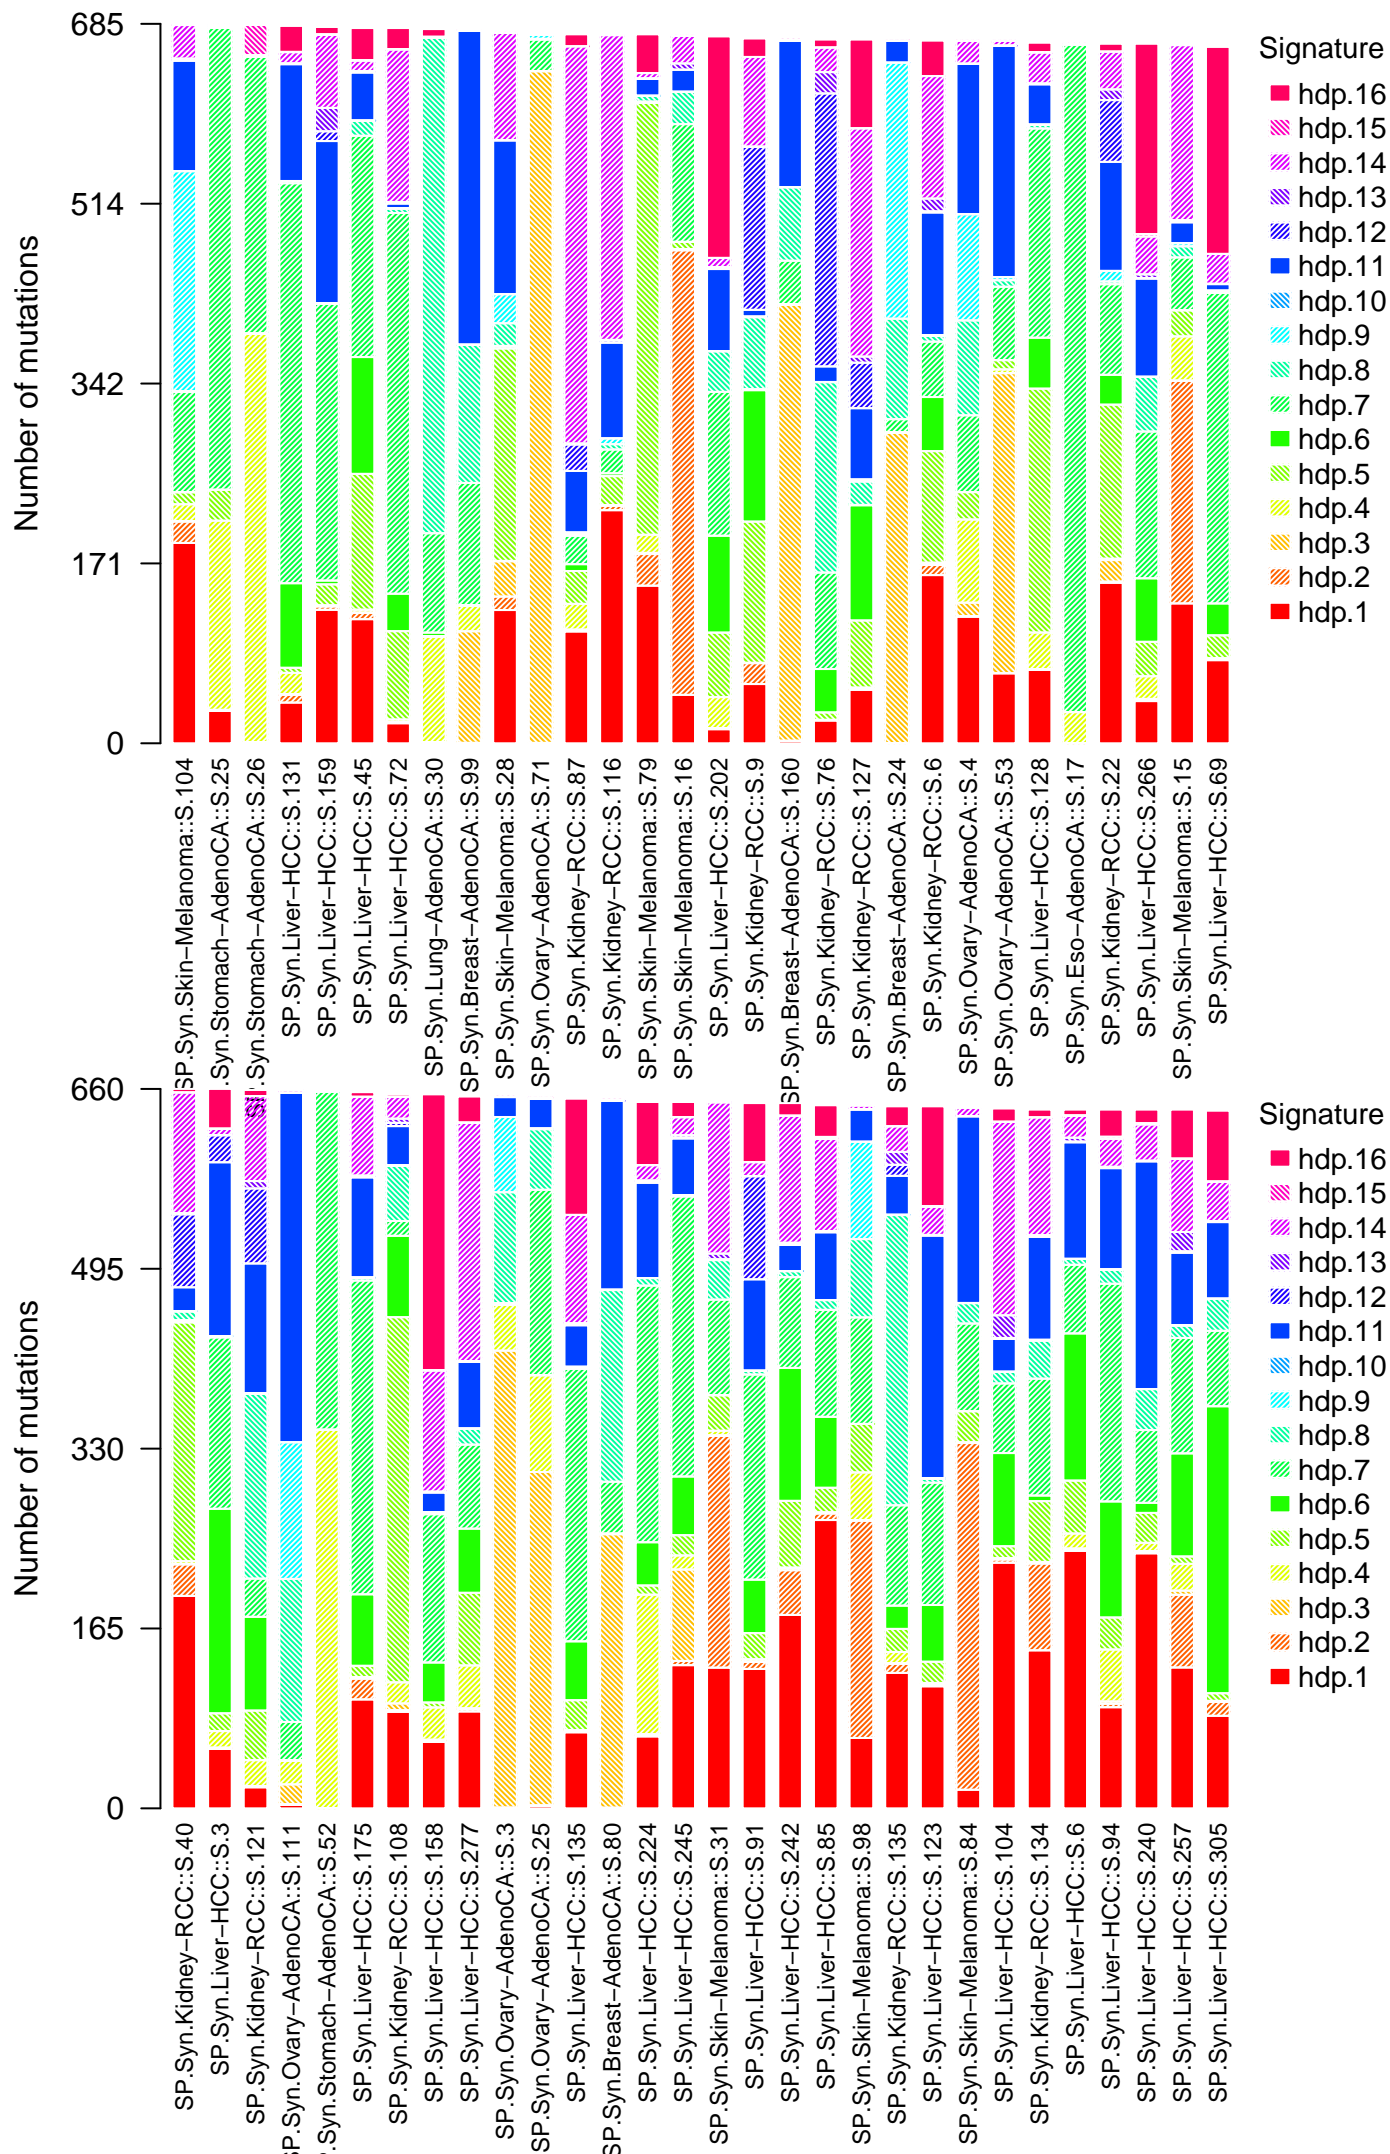 Number of mutations
685
514
342
171
0
Signature
hdp.16
hdp.15
hdp.14
hdp.13
hdp.12
hdp.11
hdp.10
hdp.9
hdp.8
hdp.7
hdp.6
hdp.5
hdp.4
hdp.3
hdp.2
hdp.1
SP.Syn.Skin−Melanoma::S.104
.Syn.Stomach−AdenoCA::S.25
SP.Syn.Stomach−AdenoCA::S.26
SP.Syn.Liver−HCC::S.131
SP.Syn.Liver−HCC::S.159
SP.Syn.Liver−HCC::S.45
SP.Syn.Liver−HCC::S.72
SP.Syn.Lung−AdenoCA::S.30
SP.Syn.Breast−AdenoCA::S.99
SP.Syn.Skin−Melanoma::S.28
SP.Syn.Ovary−AdenoCA::S.71
SP.Syn.Kidney−RCC::S.87
SP.Syn.Kidney−RCC::S.116
SP.Syn.Skin−Melanoma::S.79
SP.Syn.Skin−Melanoma::S.16
SP.Syn.Liver−HCC::S.202
SP.Syn.Kidney−RCC::S.9
SP.Syn.Breast−AdenoCA::S.160
SP.Syn.Kidney−RCC::S.76
SP.Syn.Kidney−RCC::S.127
SP.Syn.Breast−AdenoCA::S.24
SP.Syn.Kidney−RCC::S.6
SP.Syn.Ovary−AdenoCA::S.4
SP.Syn.Ovary−AdenoCA::S.53
SP.Syn.Liver−HCC::S.128
SP.Syn.Eso−AdenoCA::S.17
SP.Syn.Kidney−RCC::S.22
SP.Syn.Liver−HCC::S.266
SP.Syn.Skin−Melanoma::S.15
SP.Syn.Liver−HCC::S.69
Number of mutations
660
495
330
165
0
Signature
hdp.16
hdp.15
hdp.14
hdp.13
hdp.12
hdp.11
hdp.10
hdp.9
hdp.8
hdp.7
hdp.6
hdp.5
hdp.4
hdp.3
hdp.2
hdp.1
SP.Syn.Kidney−RCC::S.40
SP.Syn.Liver−HCC::S.3
SP.Syn.Kidney−RCC::S.121
SP.Syn.Ovary−AdenoCA::S.111
.Syn.Stomach−AdenoCA::S.52
SP.Syn.Liver−HCC::S.175
SP.Syn.Kidney−RCC::S.108
SP.Syn.Liver−HCC::S.158
SP.Syn.Liver−HCC::S.277
SP.Syn.Ovary−AdenoCA::S.3
SP.Syn.Ovary−AdenoCA::S.25
SP.Syn.Liver−HCC::S.135
SP.Syn.Breast−AdenoCA::S.80
SP.Syn.Liver−HCC::S.224
SP.Syn.Liver−HCC::S.245
SP.Syn.Skin−Melanoma::S.31
SP.Syn.Liver−HCC::S.91
SP.Syn.Liver−HCC::S.242
SP.Syn.Liver−HCC::S.85
SP.Syn.Skin−Melanoma::S.98
SP.Syn.Kidney−RCC::S.135
SP.Syn.Liver−HCC::S.123
SP.Syn.Skin−Melanoma::S.84
SP.Syn.Liver−HCC::S.104
SP.Syn.Kidney−RCC::S.134
SP.Syn.Liver−HCC::S.6
SP.Syn.Liver−HCC::S.94
SP.Syn.Liver−HCC::S.240
SP.Syn.Liver−HCC::S.257
SP.Syn.Liver−HCC::S.305